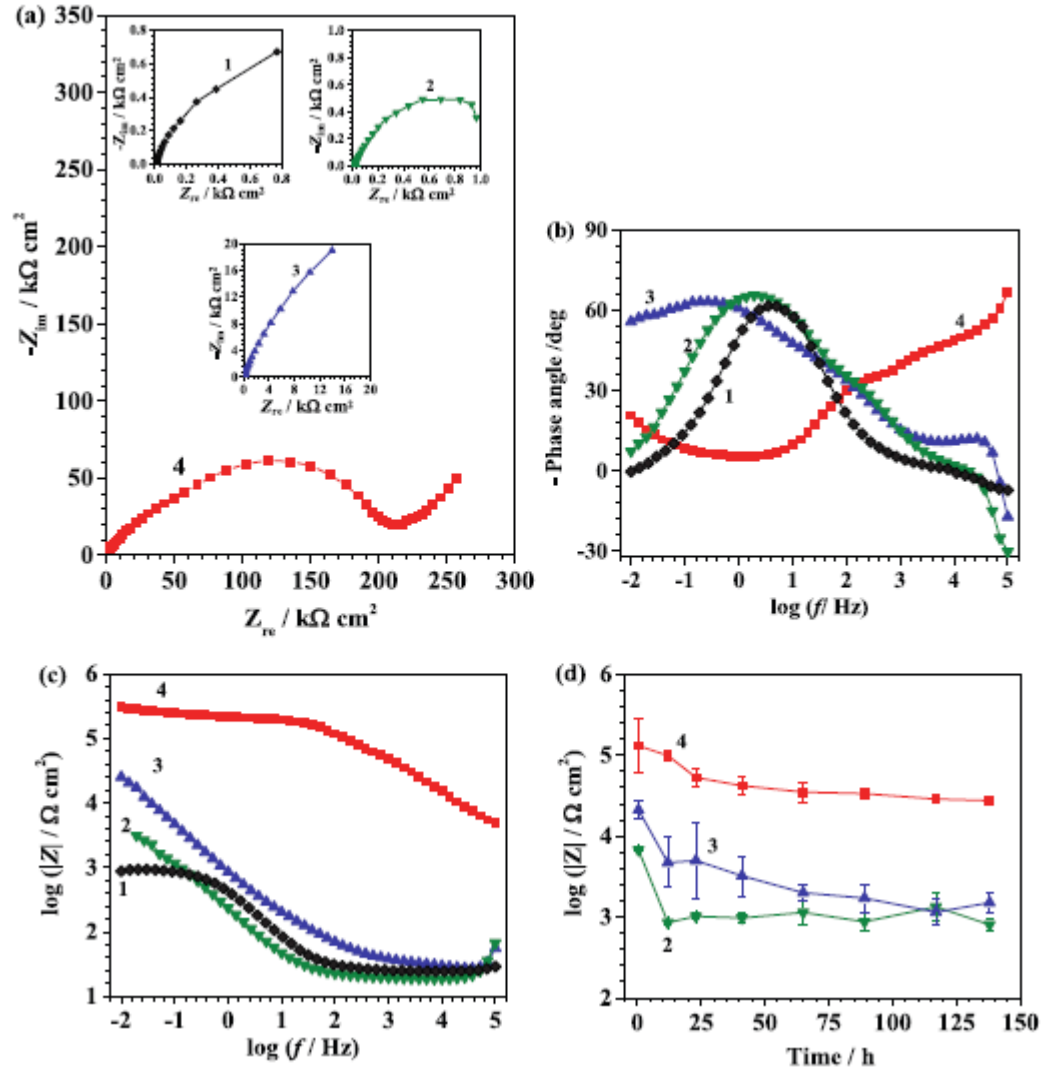 (a)
350
300
250
200
150
100
50
0
-Z_im / kΩ cm²
0 50 100 150 200 250 300
Z_re / kΩ cm²
4
0.8
0.6
0.4
0.2
0.0
-Z_im / kΩ cm²
1
0.0 0.2 0.4 0.6 0.8
Z_re / kΩ cm²
1.0
0.8
0.6
0.4
0.2
0.0
-Z_im / kΩ cm²
2
0.0 0.2 0.4 0.6 0.8 1.0
Z_re / kΩ cm²
20
16
12
8
4
0
-Z_im / kΩ cm²
3
0 4 8 12 16 20
Z_re / kΩ cm²
(b)
90
60
30
0
-30
- Phase angle /deg
3
2
1
4
-2 -1 0 1 2 3 4 5
log (f/ Hz)
(c)
6
5
4
3
2
1
log (|Z| / Ω cm²)
4
3
2
1
-2 -1 0 1 2 3 4 5
log (f / Hz)
(d)
6
5
4
3
2
log (|Z| / Ω cm²)
4
3
2
0 25 50 75 100 125 150
Time / h